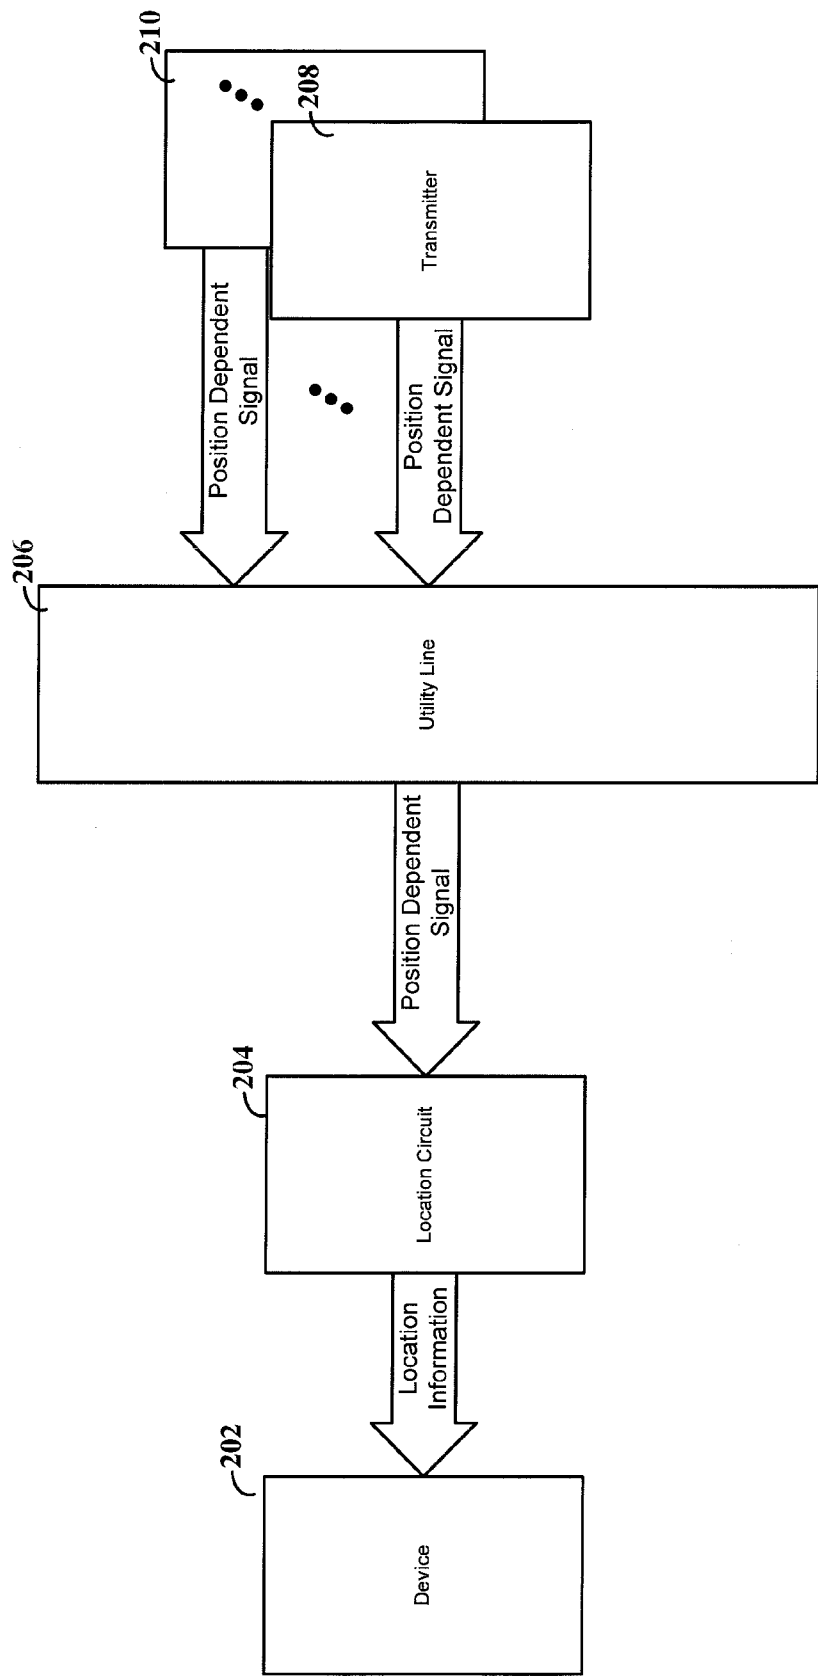 202
Device
Location
Information
204
Location Circuit
Position Dependent
Signal
206
Utility Line
Position Dependent
Signal
Position
Dependent Signal
210
208
Transmitter